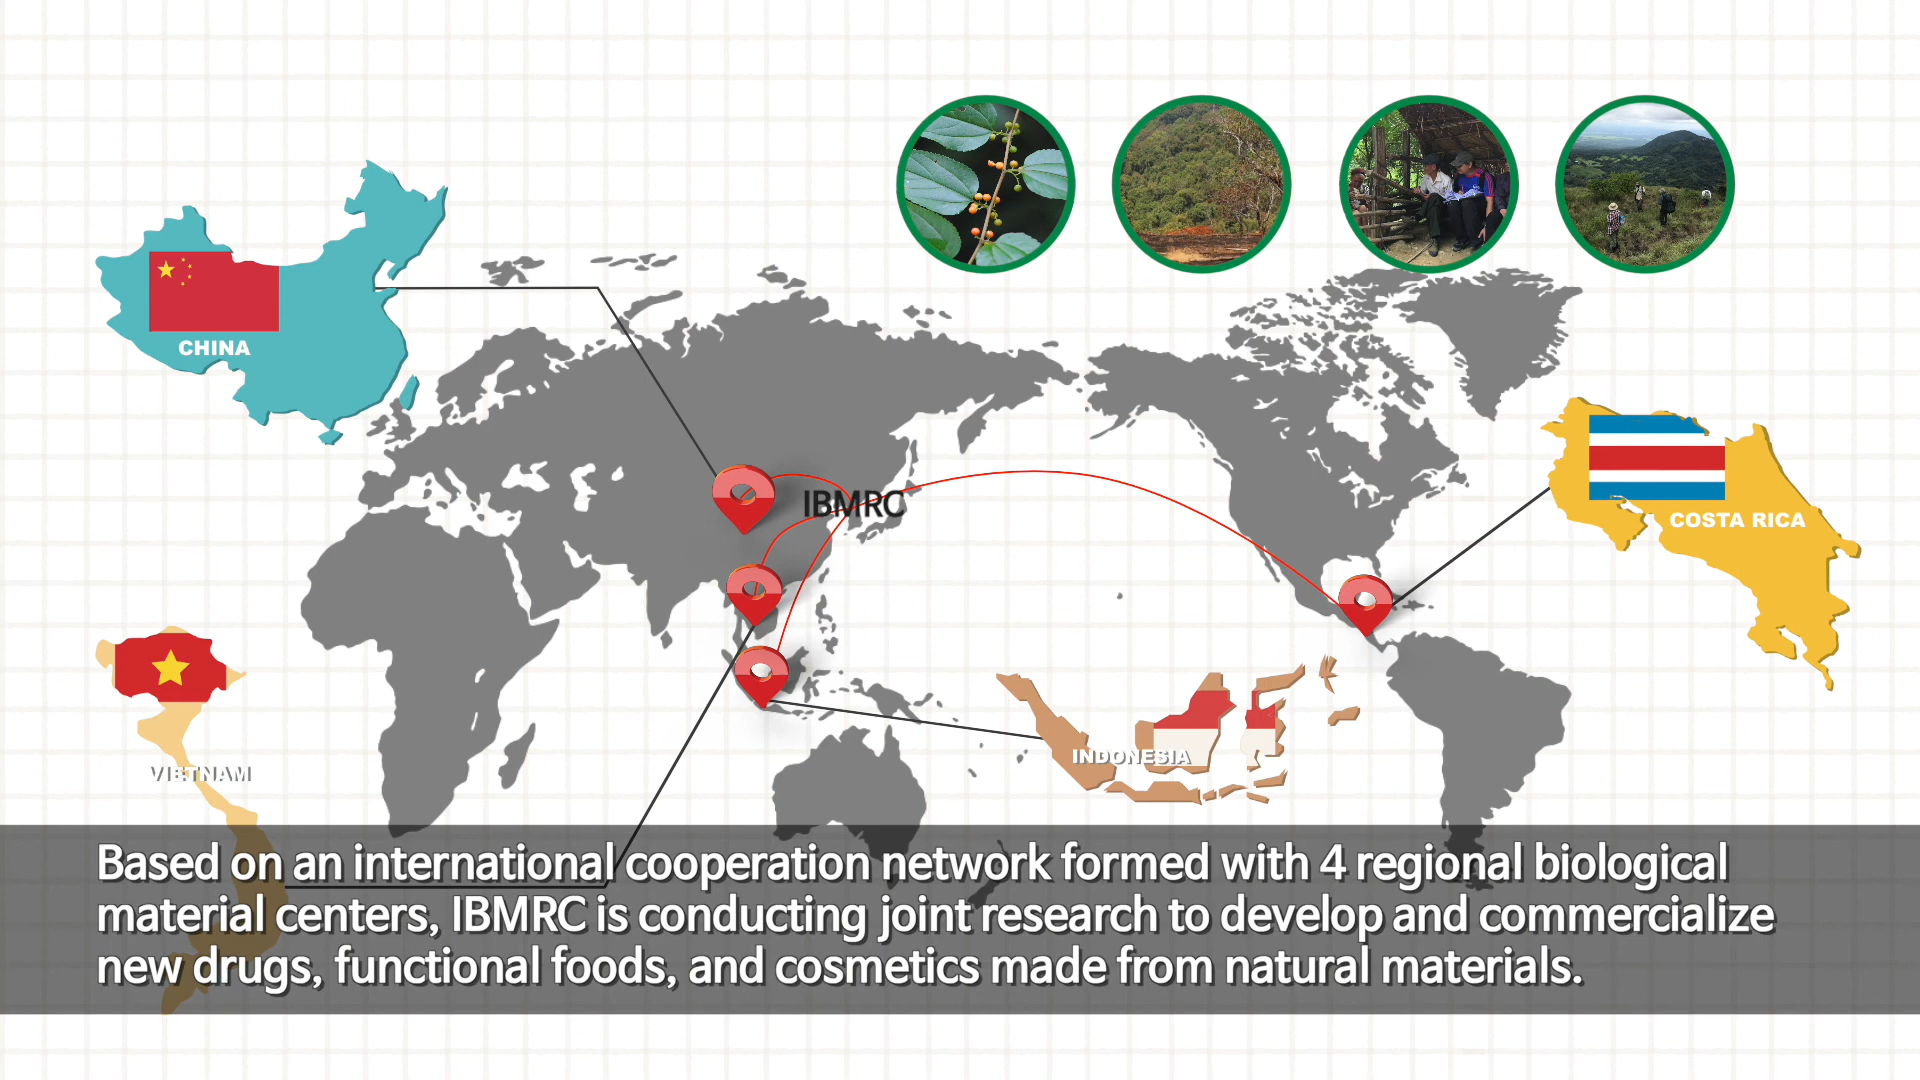 CHINA
IBMRC
COSTA RICA
VIETNAM
INDONESIA
Based on an international cooperation network formed with 4 regional biological
material centers, IBMRC is conducting joint research to develop and commercialize
new drugs, functional foods, and cosmetics made from natural materials.